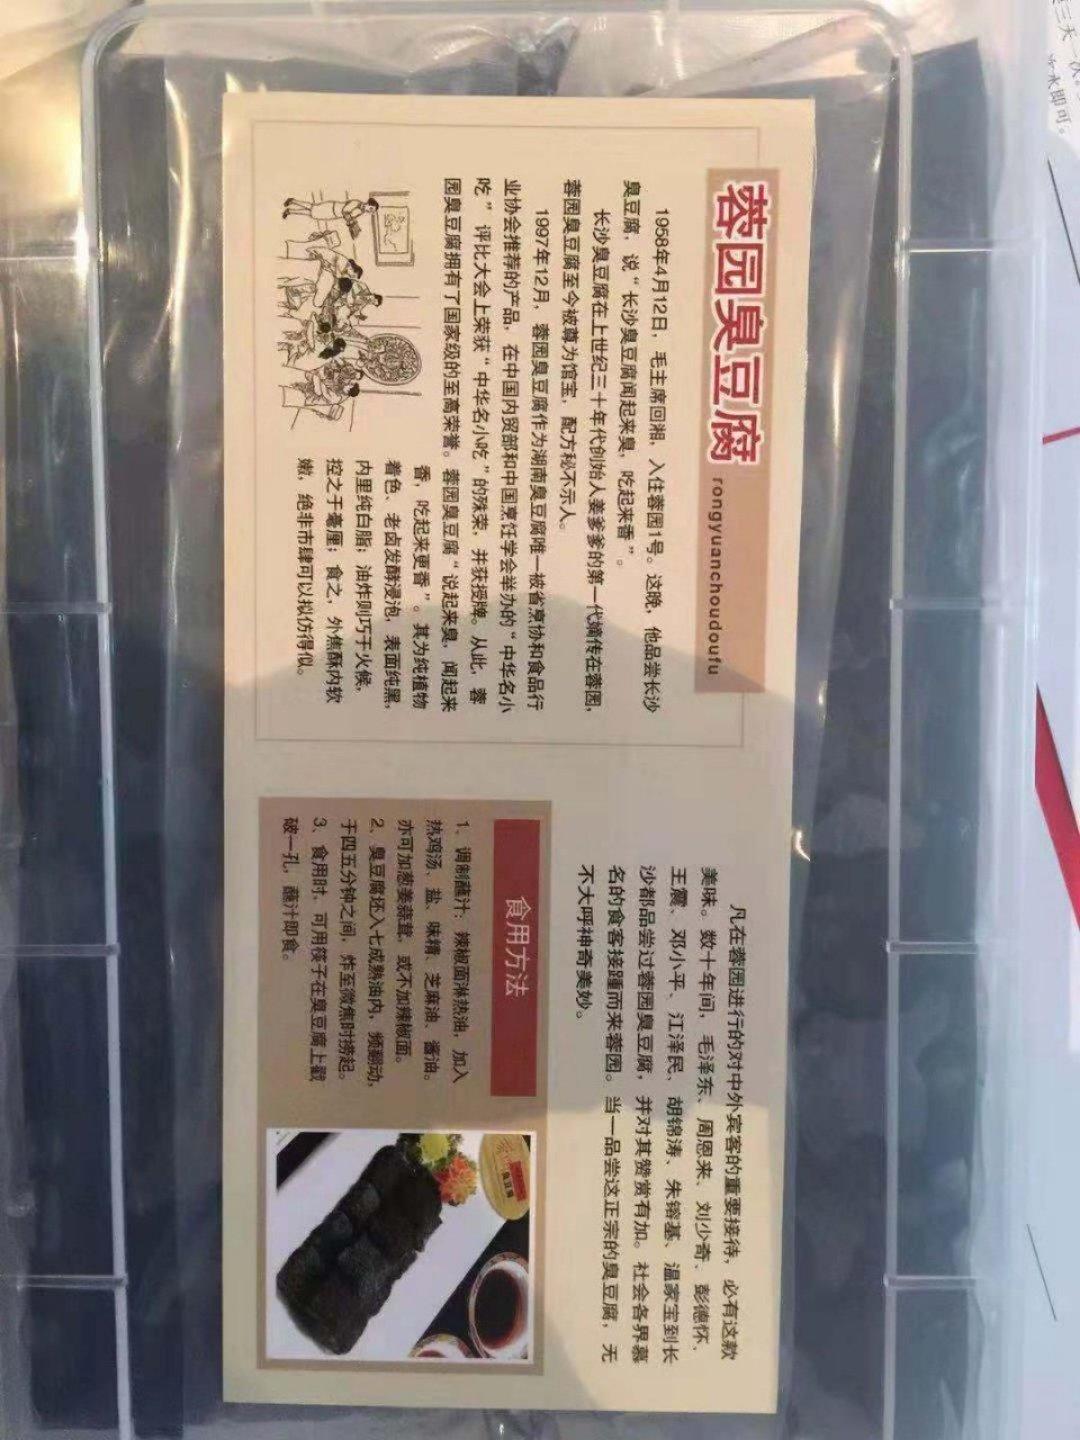 蓉园臭豆腐
rongyuanchoudoufu
1958年4月12日，毛主席回湘，入住蓉园1号。这晚，他品尝长沙
臭豆腐，说“长沙臭豆腐闻起来臭，吃起来香”。
长沙臭豆腐在上世纪三十年代创始人姜爹爹的第一代嫡传在蓉园，
蓉园臭豆腐至今被尊为馆宝，配方秘不示人。
1997年12月，蓉园臭豆腐作为湖南臭豆腐唯一被省烹协和食品行
业协会推荐的产品，在中国内贸部和中国烹饪学会举办的“中华名小
吃”评比大会上荣获“中华名小吃”的殊荣，并获授牌。从此，蓉
园臭豆腐拥有了国家级的至高荣誉。蓉园臭豆腐“说起来臭，闻起来
香，吃起来更香”。其为纯植物
着色、老卤发酵浸泡，表面纯黑，
内里纯白脂；油炸则巧于火候，
控之于毫厘；食之，外焦酥内软
嫩，绝非市肆可以拟仿得似。
凡在蓉园进行的对中外宾客的重要接待，必有这款
美味。数十年间，毛泽东、周恩来、刘少奇、彭德怀、
王震、邓小平、江泽民、胡锦涛、朱镕基、温家宝到长
沙都品尝过蓉园臭豆腐，并对其赞赏有加。社会各界慕
名的食客接踵而来蓉园。当一品尝这正宗的臭豆腐，无
不大呼神奇美妙。
食用方法
1、调制蘸汁：辣椒面淋热油，加入
热鸡汤、盐、味精、芝麻油、酱油。
亦可加葱姜蒜茸，或不加辣椒面。
2、臭豆腐坯入七成熟油内，频翻动，
于四五分钟之间，炸至微焦时捞起。
3、食用时，可用筷子在臭豆腐上戳
破一孔，蘸汁即食。
臭豆腐
三天一次。
水即可。